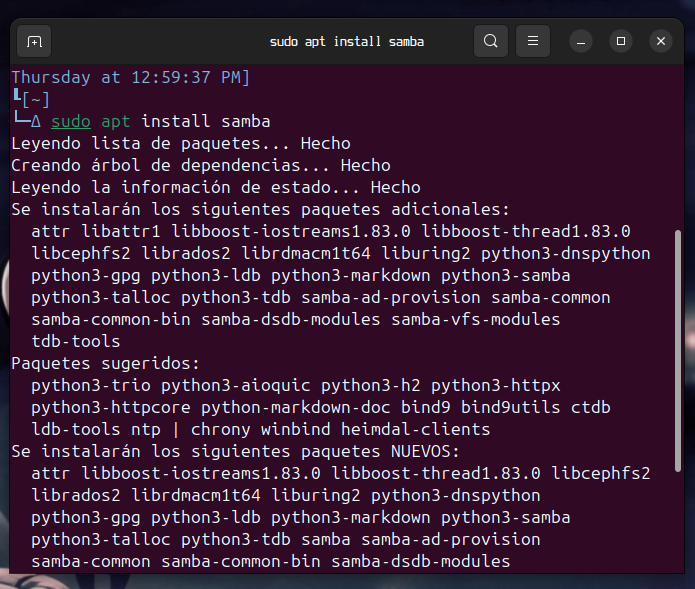 sudo apt install samba
Thursday at 12:59:37 PM]
╙[~]
└─Δ sudo apt install samba
Leyendo lista de paquetes... Hecho
Creando árbol de dependencias... Hecho
Leyendo la información de estado... Hecho
Se instalarán los siguientes paquetes adicionales:
attr libattr1 libboost-iostreams1.83.0 libboost-thread1.83.0
libcephfs2 librados2 librdmacm1t64 liburing2 python3-dnspython
python3-gpg python3-ldb python3-markdown python3-samba
python3-talloc python3-tdb samba-ad-provision samba-common
samba-common-bin samba-dsdb-modules samba-vfs-modules
tdb-tools
Paquetes sugeridos:
python3-trio python3-aioquic python3-h2 python3-httpx
python3-httpcore python-markdown-doc bind9 bind9utils ctdb
ldb-tools ntp | chrony winbind heimdal-clients
Se instalarán los siguientes paquetes NUEVOS:
attr libboost-iostreams1.83.0 libboost-thread1.83.0 libcephfs2
librados2 librdmacm1t64 liburing2 python3-dnspython
python3-gpg python3-ldb python3-markdown python3-samba
python3-talloc python3-tdb samba samba-ad-provision
samba-common samba-common-bin samba-dsdb-modules